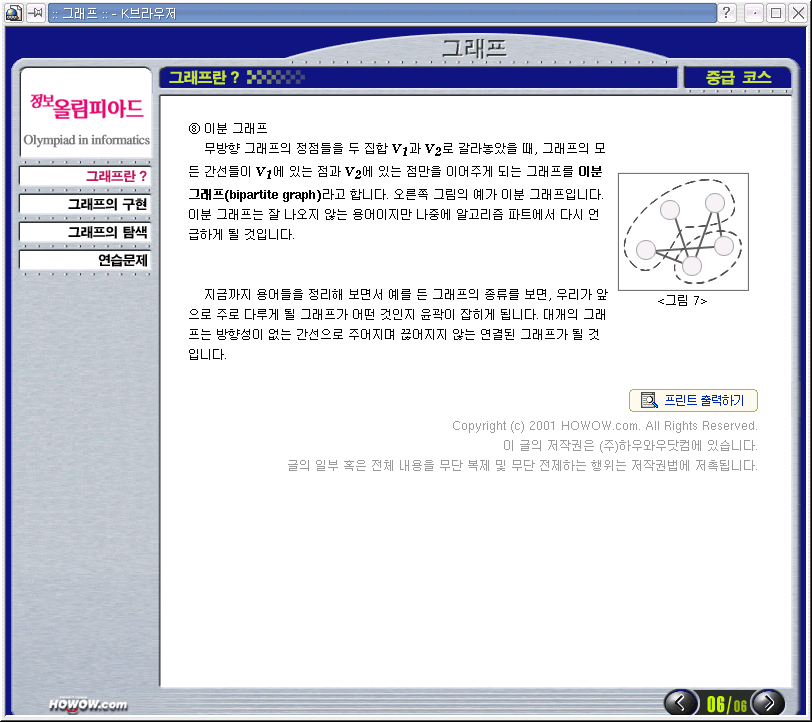 :: 그래프 :: - K브라우저
그래프
그래프란 ?
중급 코스
정보올림피아드
Olympiad in informatics
그래프란 ?
그래프의 구현
그래프의 탐색
연습문제
⑧ 이분 그래프
무방향 그래프의 정점들을 두 집합 V1과 V2로 갈라놓았을 때, 그래프의 모
든 간선들이 V1에 있는 점과 V2에 있는 점만을 이어주게 되는 그래프를 이분
그래프(bipartite graph)라고 합니다. 오른쪽 그림의 예가 이분 그래프입니다.
이분 그래프는 잘 나오지 않는 용어이지만 나중에 알고리즘 파트에서 다시 언
급하게 될 것입니다.
<그림 7>
지금까지 용어들을 정리해 보면서 예를 든 그래프의 종류를 보면, 우리가 앞
으로 주로 다루게 될 그래프가 어떤 것인지 윤곽이 잡히게 됩니다. 대개의 그래
프는 방향성이 없는 간선으로 주어지며 끊어지지 않는 연결된 그래프가 될 것
입니다.
프린트 출력하기
Copyright (c) 2001 HOWOW.com. All Rights Reserved.
이 글의 저작권은 (주)하우와우닷컴에 있습니다.
글의 일부 혹은 전체 내용을 무단 복제 및 무단 전제하는 행위는 저작권법에 저촉됩니다.
HOWOW.com
06/06